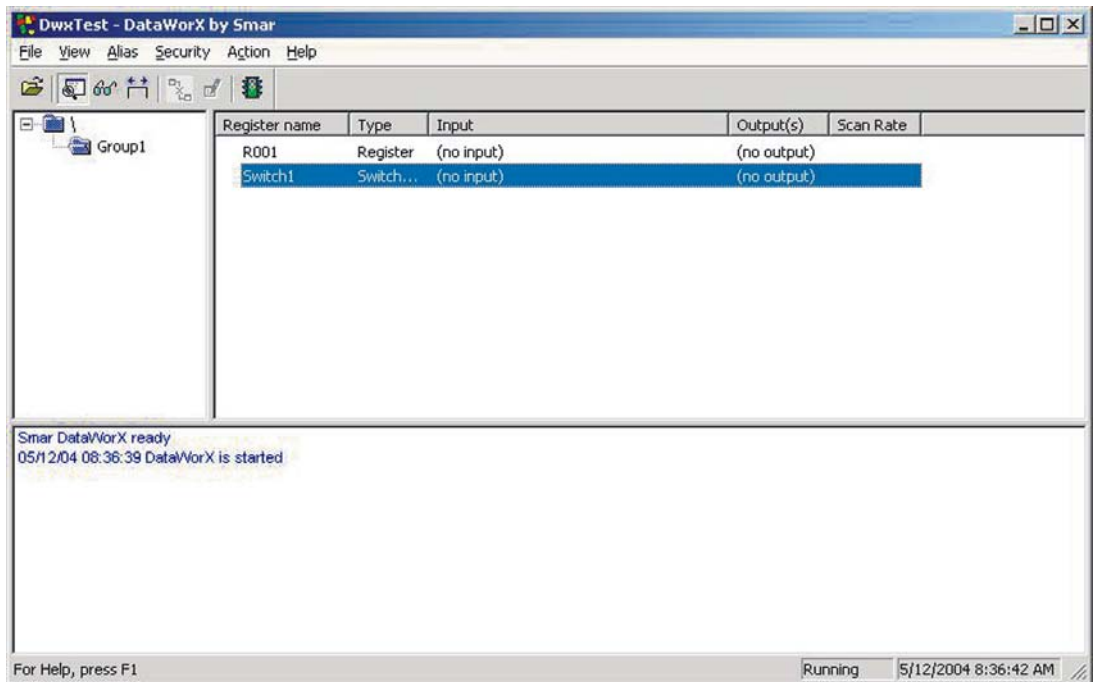 DwxTest - DataWorX by Smar
File View Alias Security Action Help
\
Group1
Register name Type Input Output(s) Scan Rate
R001 Register (no input) (no output)
Switch1 Switch... (no input) (no output)
Smar DataWorX ready
05/12/04 08:36:39 DataWorX is started
For Help, press F1 Running 5/12/2004 8:36:42 AM